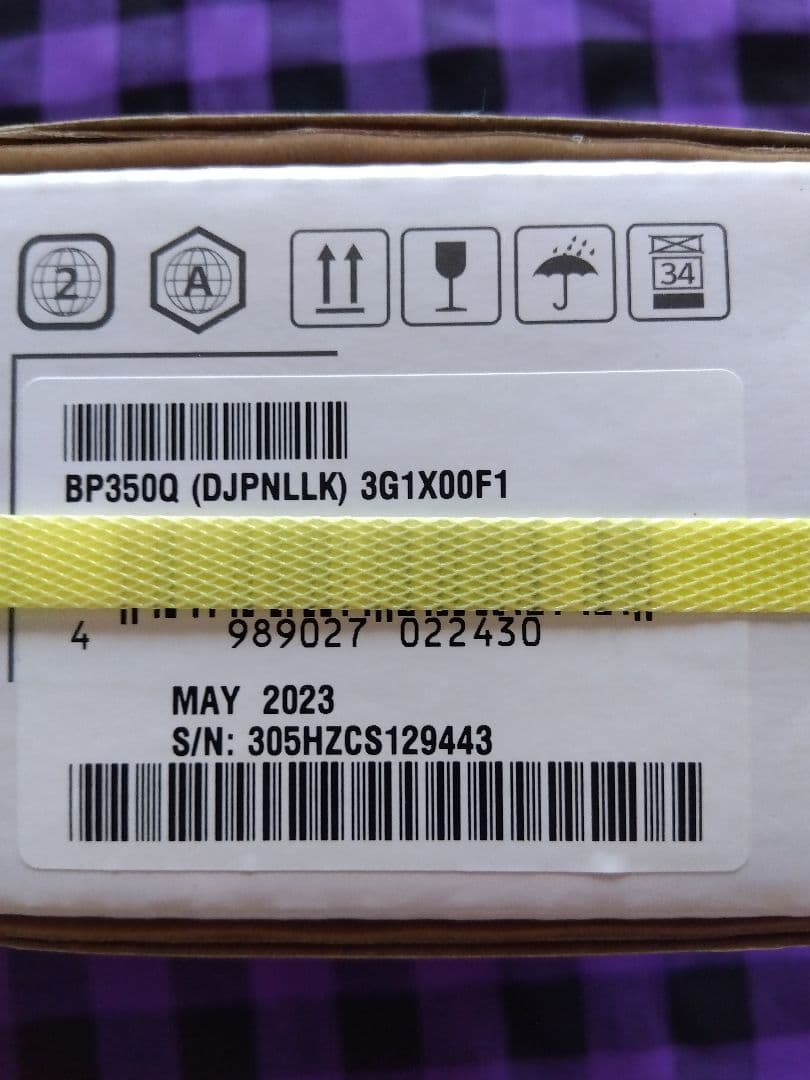 2 A 34
BP350Q (DJPNLLK) 3G1X00F1
4 989027 022430
MAY 2023
S/N: 305HZCS129443